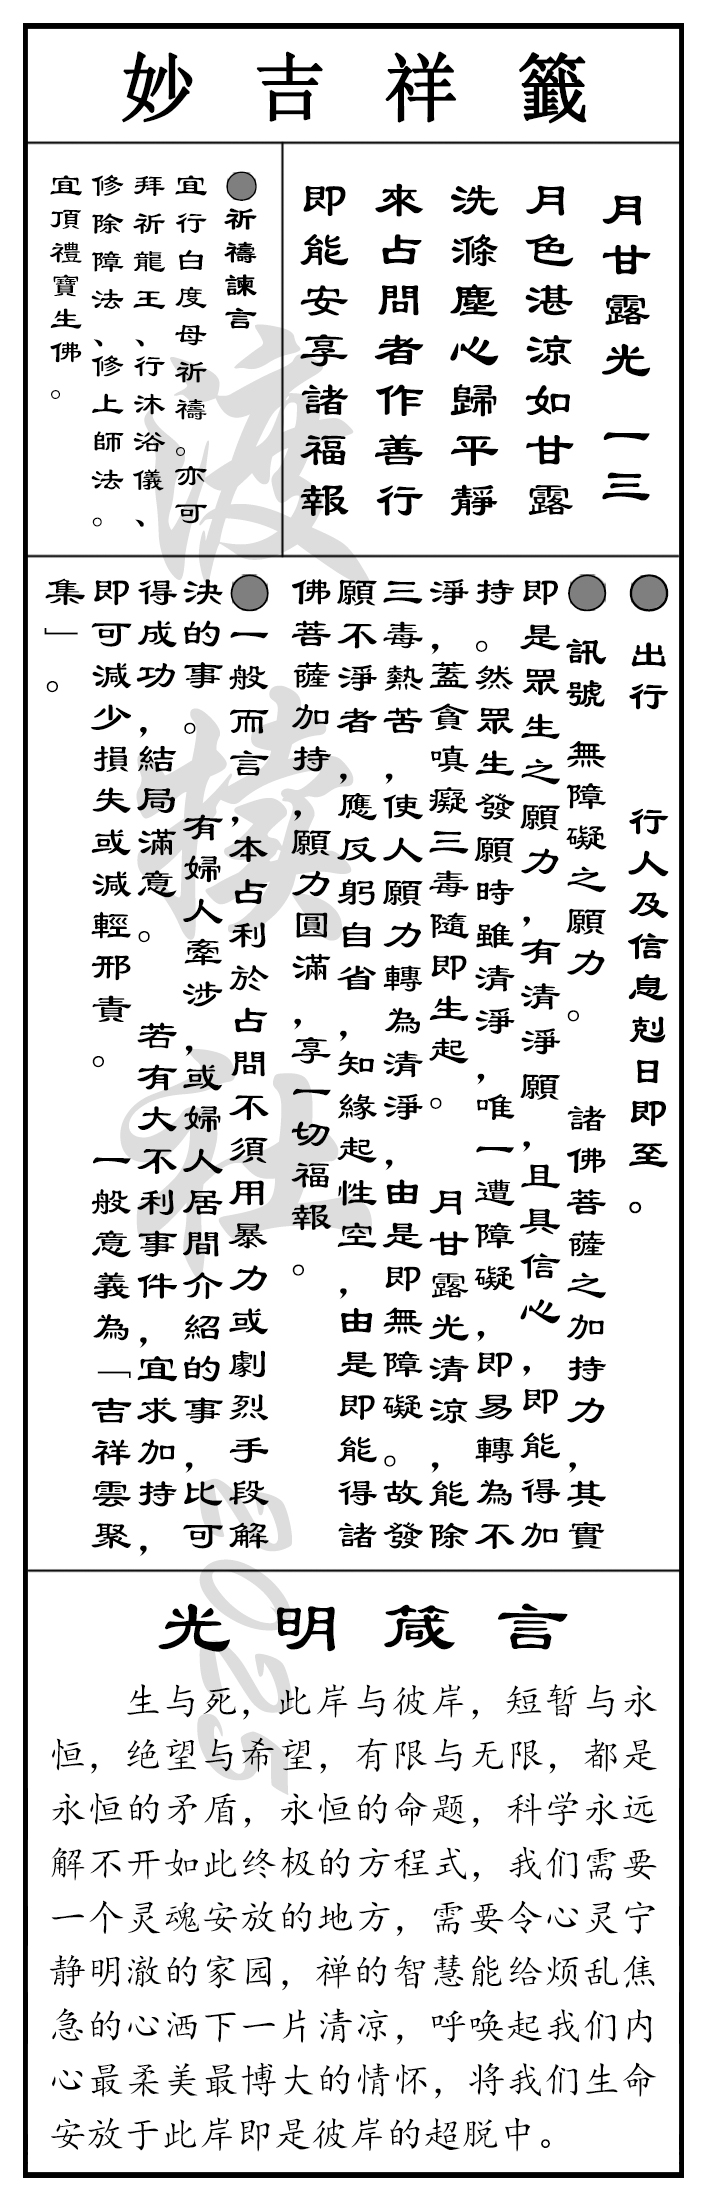 妙吉祥籤
月甘露光　一三
月色湛涼如甘露
洗滌塵心歸平靜
來占問者作善行
即能安享諸福報
●祈禱諫言
宜行白度母祈禱。亦可
拜祈龍王、行沐浴儀、
修除障法、修上師法。
宜頂禮寶生佛。
●出行　行人及信息剋日即至。
●訊號　無障礙之願力。　諸佛菩薩之加持力，其實
即是眾生之願力，有清淨願，且具信心，即能得加
持。然眾生發願時雖清淨，唯一遭障礙，即易轉為不
淨，蓋貪嗔癡三毒隨即生起。　月甘露光清涼，能除
三毒熱苦，使人願力轉為清淨，由是即無障礙。故發
願不淨者，應反躬自省，知緣起性空，由是即能得諸
佛菩薩加持，願力圓滿，享一切福報。
●一般而言，本占利於占問不須用暴力或劇烈手段解
決的事。　有婦人牽涉，或婦人居間介紹的事，比可
得成功，結局滿意。　若有大不利事件，宜求加持，
即可減少損失或減輕邢責。　一般意義為「吉祥雲聚
集」。
光明箴言
生与死，此岸与彼岸，短暂与永
恒，绝望与希望，有限与无限，都是
永恒的矛盾，永恒的命题，科学永远
解不开如此终极的方程式，我们需要
一个灵魂安放的地方，需要令心灵宁
静明澈的家园，禅的智慧能给烦乱焦
急的心洒下一片清凉，呼唤起我们内
心最柔美最博大的情怀，将我们生命
安放于此岸即是彼岸的超脱中。
2025